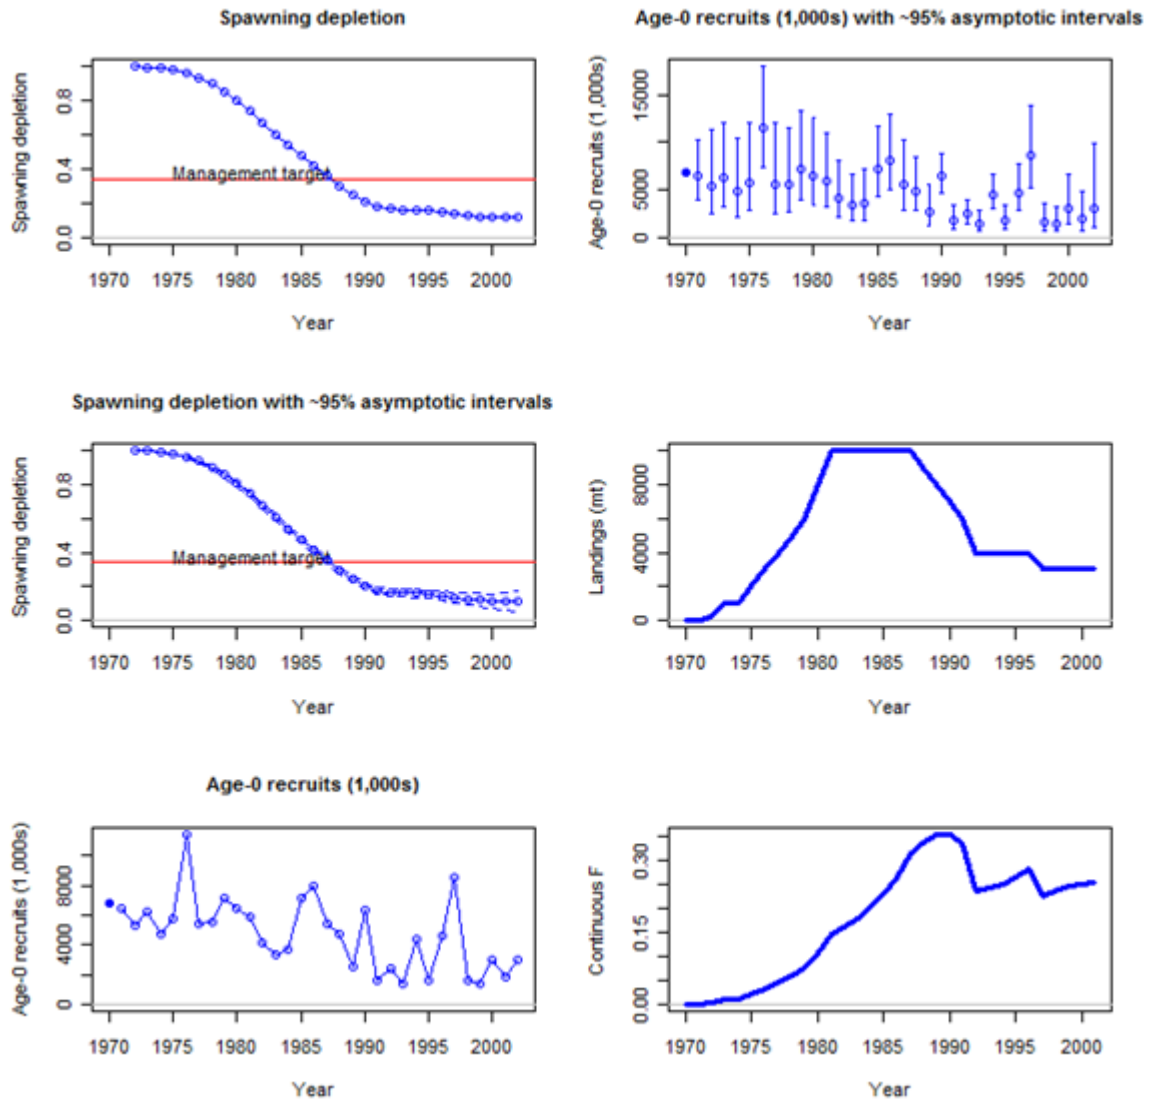 Spawning depletion
Spawning depletion
0.0 0.4 0.8
Management target
1970 1975 1980 1985 1990 1995 2000
Year
Age-0 recruits (1,000s) with ~95% asymptotic intervals
Age-0 recruits (1,000s)
0 5000 15000
1970 1975 1980 1985 1990 1995 2000
Year
Spawning depletion with ~95% asymptotic intervals
Spawning depletion
0.0 0.4 0.8
Management target
1970 1975 1980 1985 1990 1995 2000
Year
Landings (mt)
0 4000 8000
1970 1975 1980 1985 1990 1995 2000
Year
Age-0 recruits (1,000s)
Age-0 recruits (1,000s)
0 4000 8000
1970 1975 1980 1985 1990 1995 2000
Year
Continuous F
0.00 0.15 0.30
1970 1975 1980 1985 1990 1995 2000
Year